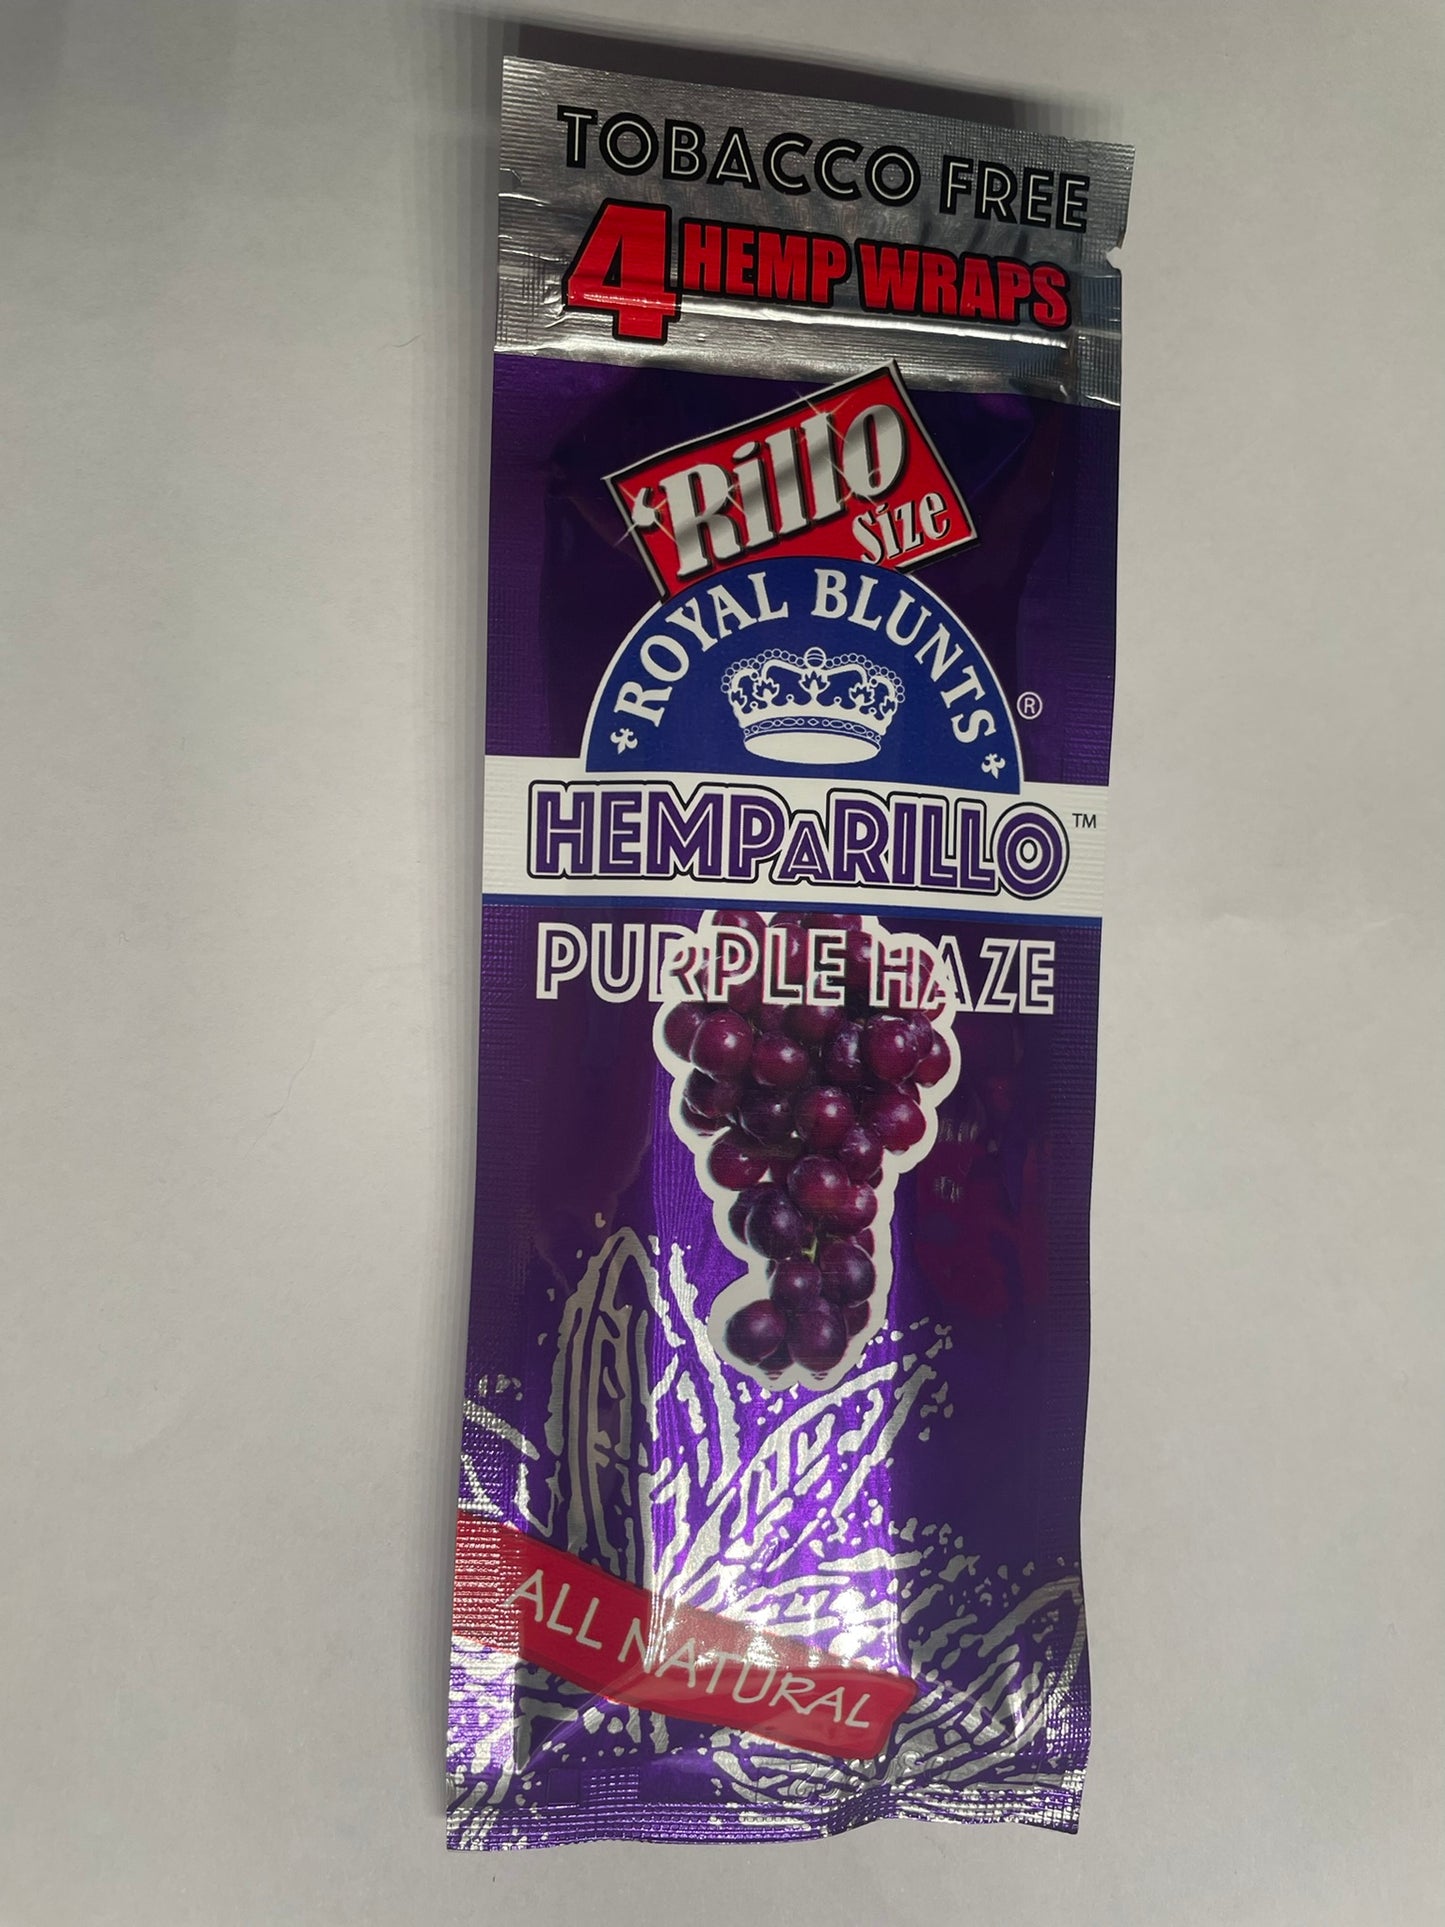 TOBACCO FREE
4 HEMP WRAPS
'Rillo
Size
ROYAL BLUNTS ®
HEMPARILLO ™
PURPLE HAZE
ALL NATURAL